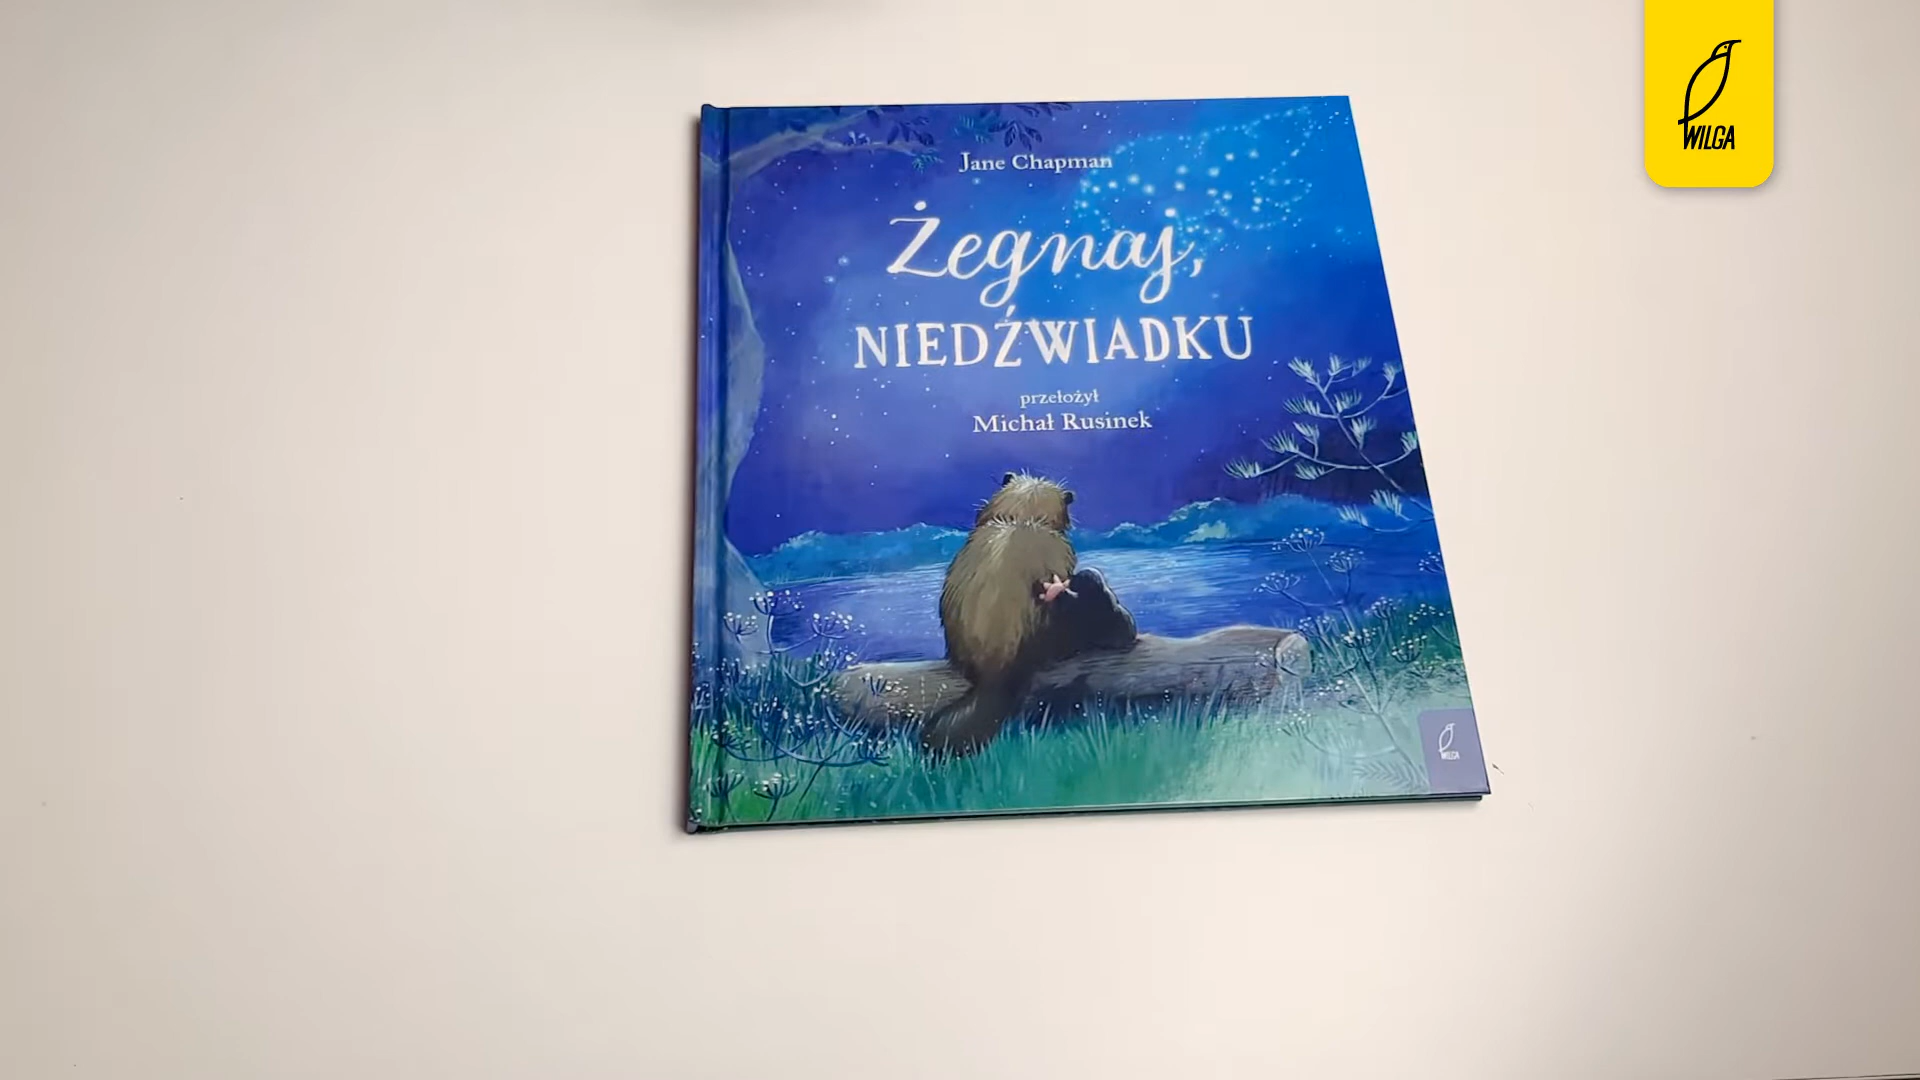 Jane Chapman
Żegnaj,
NIEDŹWIADKU
przełożył
Michał Rusinek
WILGA
WILGA